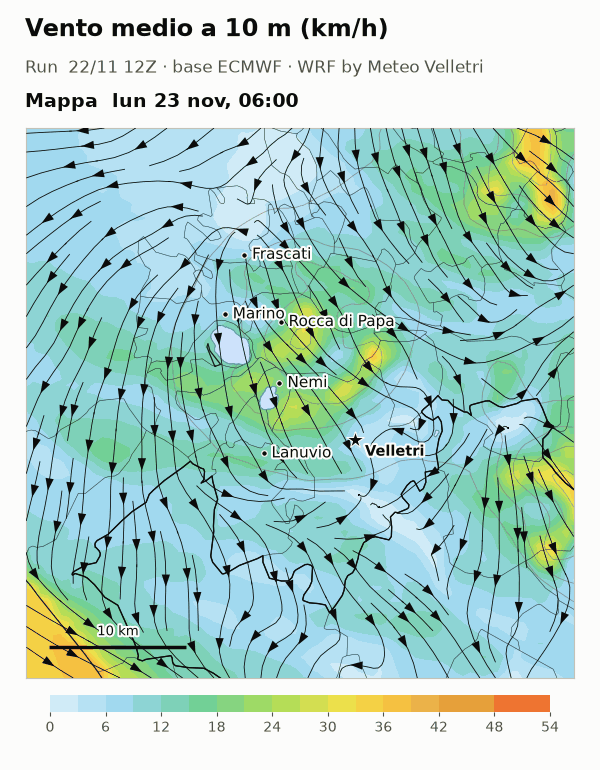 Vento medio a 10 m (km/h)
Run  22/11 12Z · base ECMWF · WRF by Meteo Velletri
Mappa  lun 23 nov, 06:00
Frascati
Marino
Rocca di Papa
Nemi
Velletri
Lanuvio
10 km
0 6 12 18 24 30 36 42 48 54